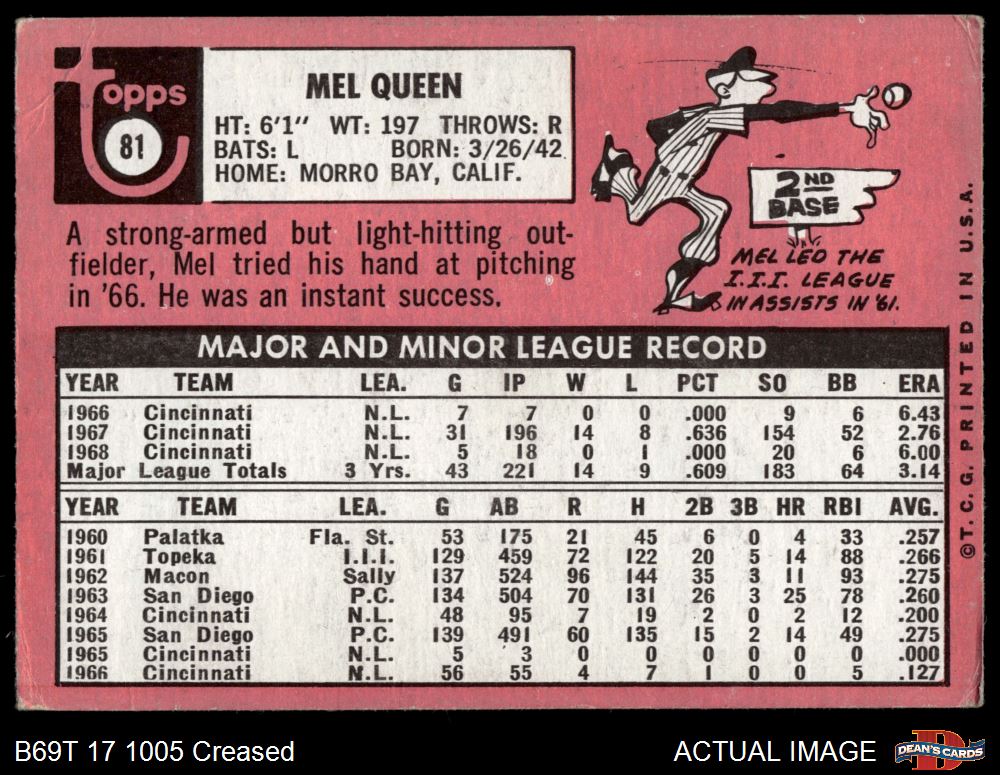 topps
81
MEL QUEEN
HT: 6'1" WT: 197 THROWS: R
BATS: L BORN: 3/26/42
HOME: MORRO BAY, CALIF.
A strong-armed but light-hitting out-
fielder, Mel tried his hand at pitching
in '66. He was an instant success.
2ND
BASE
MEL LED THE
I.I.I. LEAGUE
IN ASSISTS IN '61.
MAJOR AND MINOR LEAGUE RECORD
YEAR TEAM LEA. G IP W L PCT SO BB ERA
1966 Cincinnati N.L. 7 7 0 0 .000 9 6 6.43
1967 Cincinnati N.L. 31 196 14 8 .636 154 52 2.76
1968 Cincinnati N.L. 5 18 0 1 .000 20 6 6.00
Major League Totals 3 Yrs. 43 221 14 9 .609 183 64 3.14
YEAR TEAM LEA. G AB R H 2B 3B HR RBI AVG.
1960 Palatka Fla. St. 53 175 21 45 6 0 4 33 .257
1961 Topeka I.I.I. 129 459 72 122 20 5 14 88 .266
1962 Macon Sally 137 524 96 144 35 3 11 93 .275
1963 San Diego P.C. 134 504 70 131 26 3 25 78 .260
1964 Cincinnati N.L. 48 95 7 19 2 0 2 12 .200
1965 San Diego P.C. 139 491 60 135 15 2 14 49 .275
1965 Cincinnati N.L. 5 3 0 0 0 0 0 0 .000
1966 Cincinnati N.L. 56 55 4 7 1 0 0 5 .127
©T.C.G. PRINTED IN U.S.A.
B69T 17 1005 Creased
ACTUAL IMAGE
DEAN'S CARDS